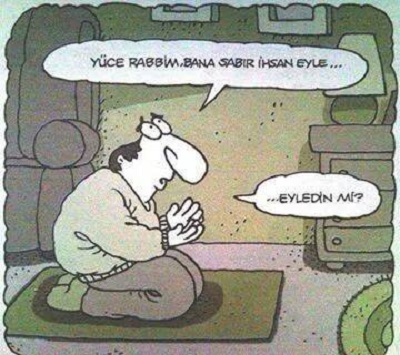 YÜCE RABBİM, BANA SABIR İHSAN EYLE...
...EYLEDİN Mİ?